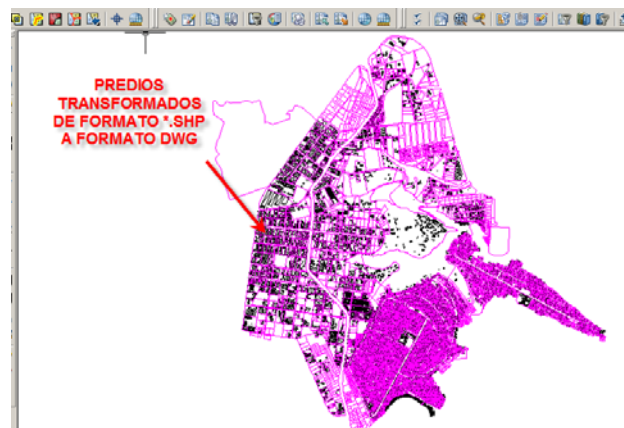 PREDIOS
TRANSFORMADOS
DE FORMATO *.SHP
A FORMATO DWG